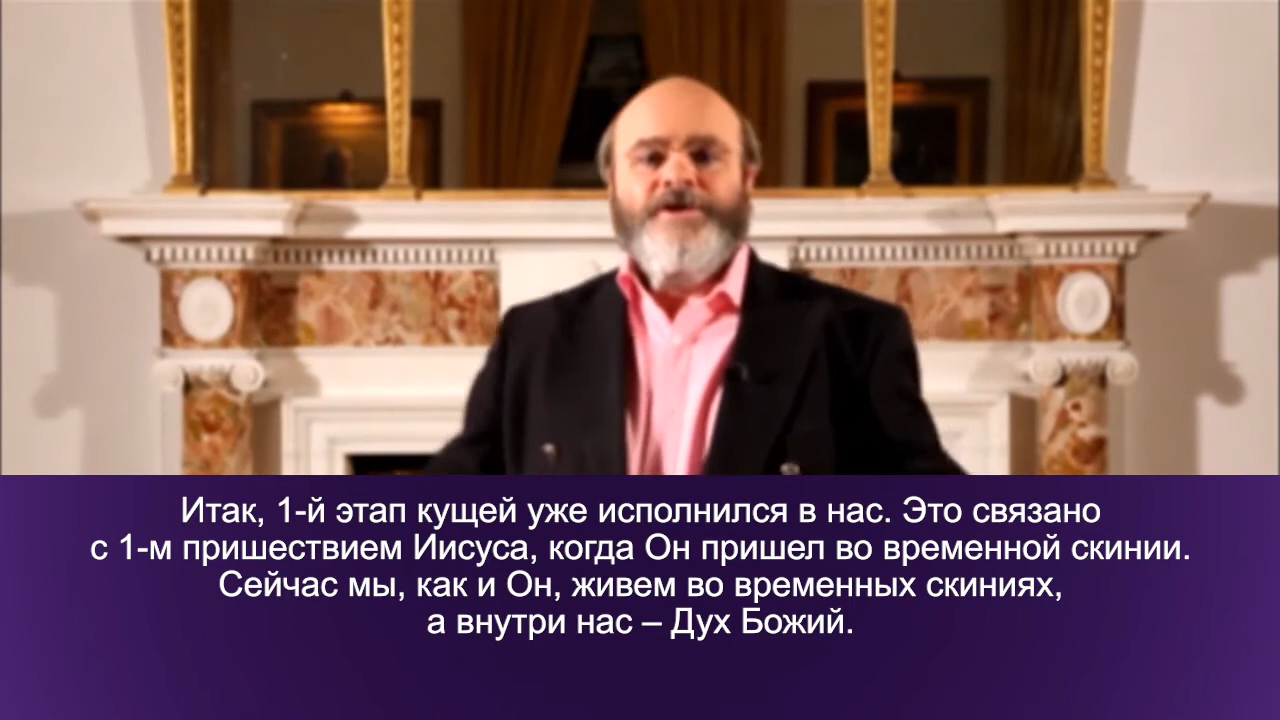 Итак, 1-й этап кущей уже исполнился в нас. Это связано
с 1-м пришествием Иисуса, когда Он пришел во временной скинии.
Сейчас мы, как и Он, живем во временных скиниях,
а внутри нас – Дух Божий.